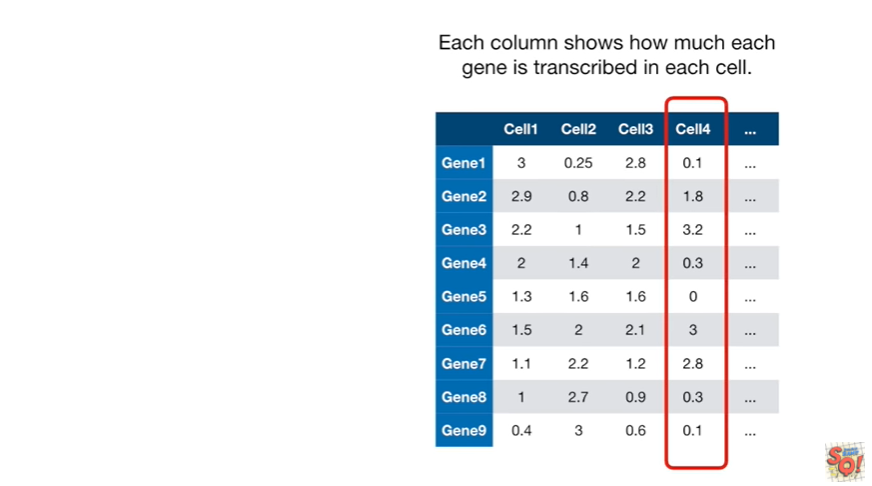 Each column shows how much each
gene is transcribed in each cell.
Cell1 Cell2 Cell3 Cell4 ...
Gene1 3 0.25 2.8 0.1 ...
Gene2 2.9 0.8 2.2 1.8 ...
Gene3 2.2 1 1.5 3.2 ...
Gene4 2 1.4 2 0.3 ...
Gene5 1.3 1.6 1.6 0 ...
Gene6 1.5 2 2.1 3 ...
Gene7 1.1 2.2 1.2 2.8 ...
Gene8 1 2.7 0.9 0.3 ...
Gene9 0.4 3 0.6 0.1 ...
SQ!